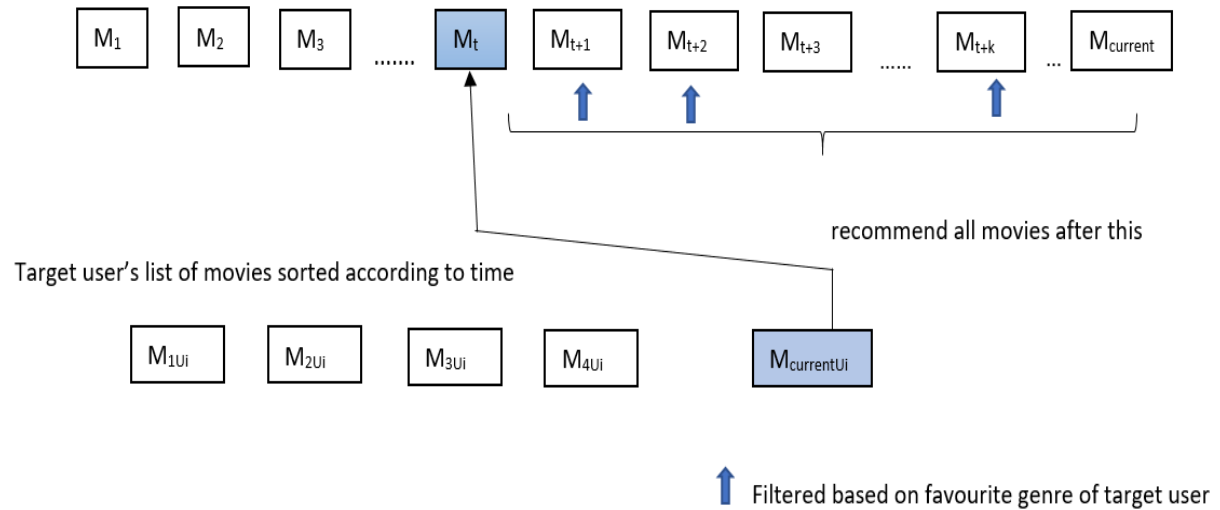 M1 M2 M3 ....... Mt Mt+1 Mt+2 Mt+3 ...... Mt+k ... Mcurrent
recommend all movies after this
Target user's list of movies sorted according to time
M1Ui M2Ui M3Ui M4Ui McurrentUi
Filtered based on favourite genre of target user